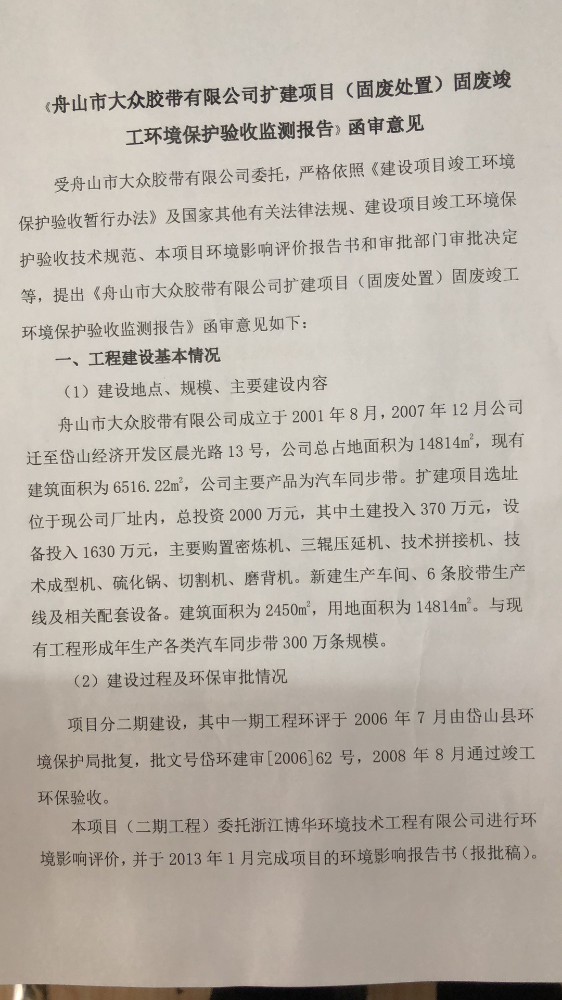 《舟山市大众胶带有限公司扩建项目（固废处置）固废竣
工环境保护验收监测报告》函审意见
受舟山市大众胶带有限公司委托，严格依照《建设项目竣工环境
保护验收暂行办法》及国家其他有关法律法规、建设项目竣工环境保
护验收技术规范、本项目环境影响评价报告书和审批部门审批决定
等，提出《舟山市大众胶带有限公司扩建项目（固废处置）固废竣工
环境保护验收监测报告》函审意见如下：
一、工程建设基本情况
（1）建设地点、规模、主要建设内容
舟山市大众胶带有限公司成立于 2001 年 8 月，2007 年 12 月公司
迁至岱山经济开发区晨光路 13 号，公司总占地面积为 14814m²，现有
建筑面积为 6516.22m²，公司主要产品为汽车同步带。扩建项目选址
位于现公司厂址内，总投资 2000 万元，其中土建投入 370 万元，设
备投入 1630 万元，主要购置密炼机、三辊压延机、技术拼接机、技
术成型机、硫化锅、切割机、磨背机。新建生产车间、6 条胶带生产
线及相关配套设备。建筑面积为 2450m²，用地面积为 14814m²。与现
有工程形成年生产各类汽车同步带 300 万条规模。
（2）建设过程及环保审批情况
项目分二期建设，其中一期工程环评于 2006 年 7 月由岱山县环
境保护局批复，批文号岱环建审[2006]62 号，2008 年 8 月通过竣工
环保验收。
本项目（二期工程）委托浙江博华环境技术工程有限公司进行环
境影响评价，并于 2013 年 1 月完成项目的环境影响报告书（报批稿）。